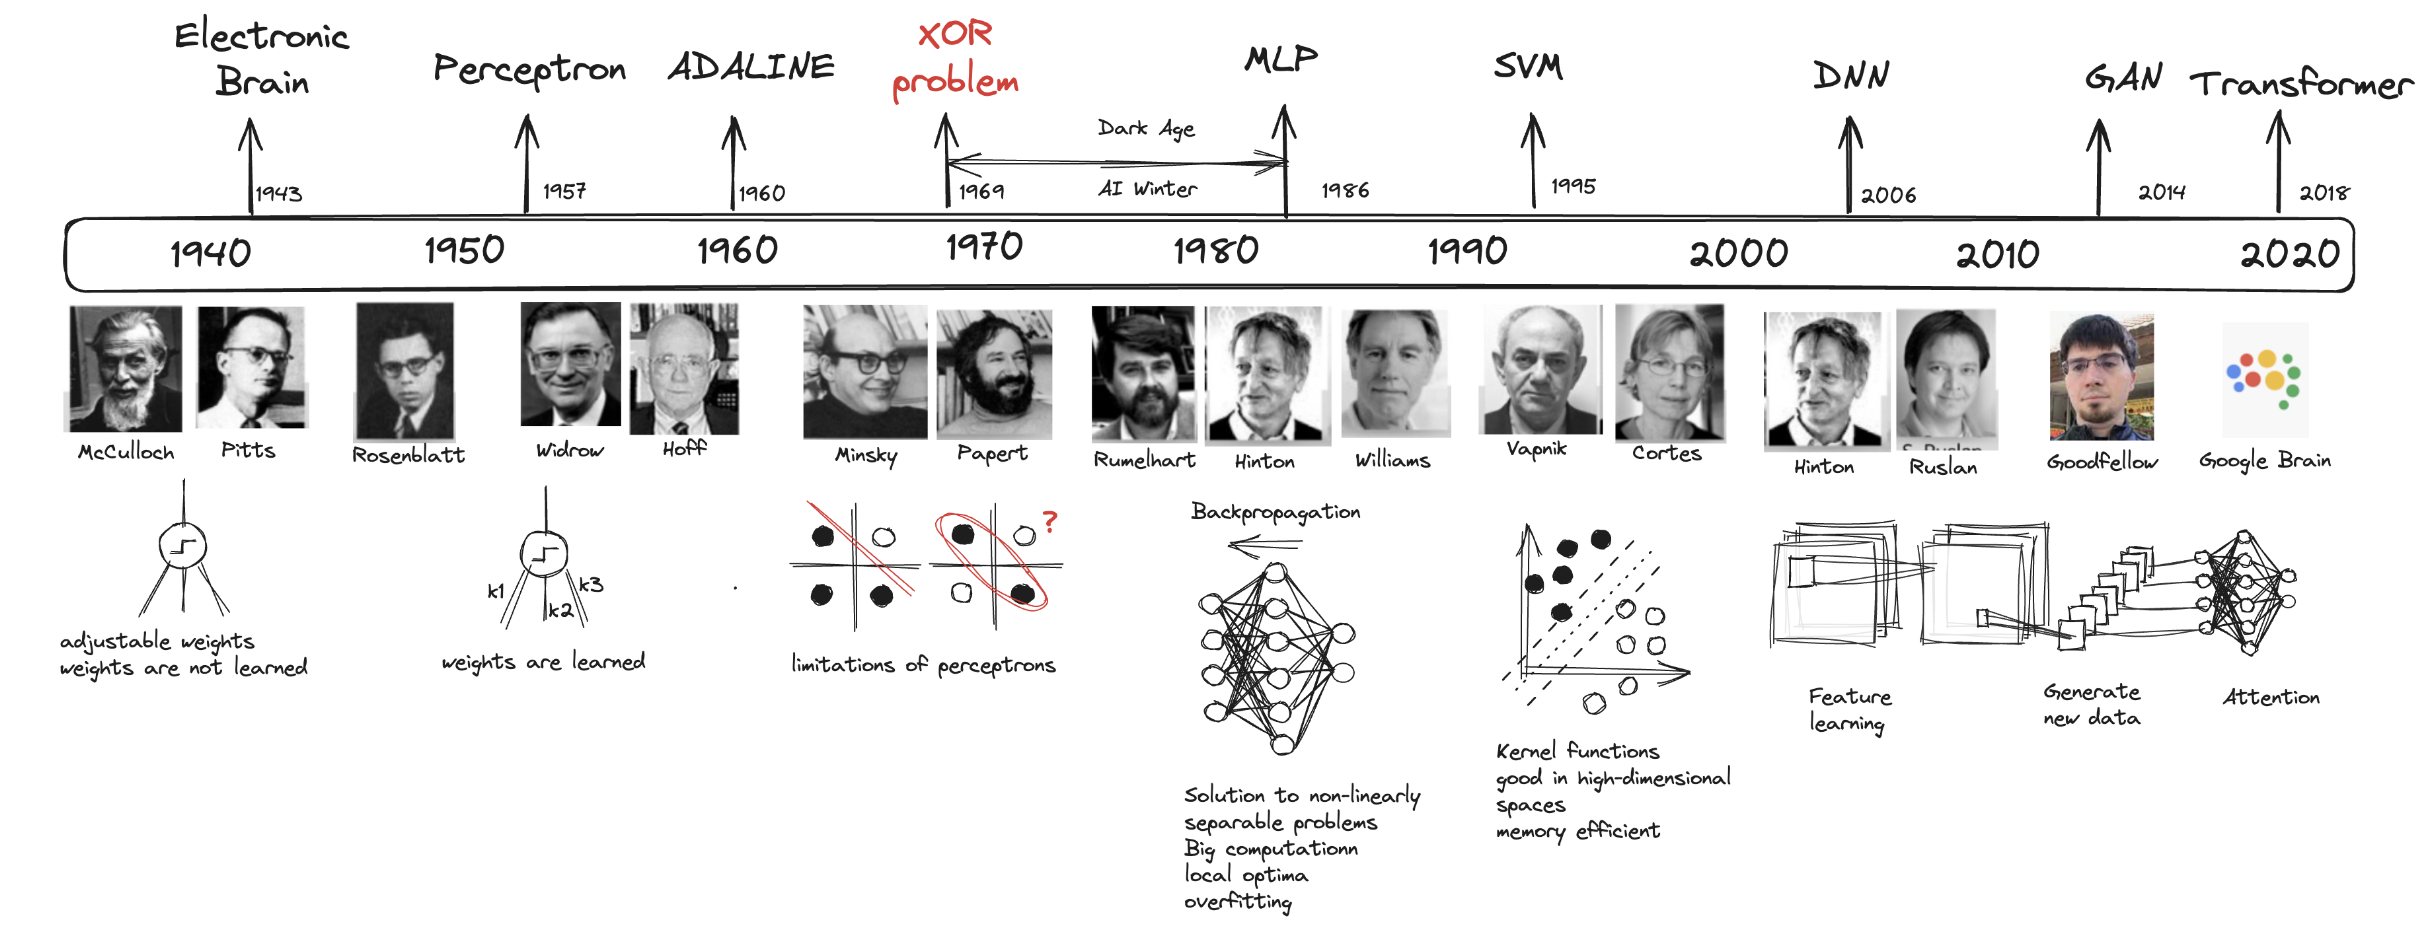 Electronic
Brain
Perceptron
ADALINE
XOR
problem
MLP
SVM
DNN
GAN
Transformer
Dark Age
AI Winter
1943
1957
1960
1969
1986
1995
2006
2014
2018
1940
1950
1960
1970
1980
1990
2000
2010
2020
McCulloch
Pitts
Rosenblatt
Widrow
Hoff
Minsky
Papert
Rumelhart
Hinton
Williams
Vapnik
Cortes
Hinton
Ruslan
Goodfellow
Google Brain
adjustable weights
weights are not learned
k1
k2
k3
weights are learned
?
limitations of perceptrons
Backpropagation
Solution to non-linearly
separable problems
Big computationn
local optima
overfitting
Kernel functions
good in high-dimensional
spaces
memory efficient
Feature
learning
Generate
new data
Attention